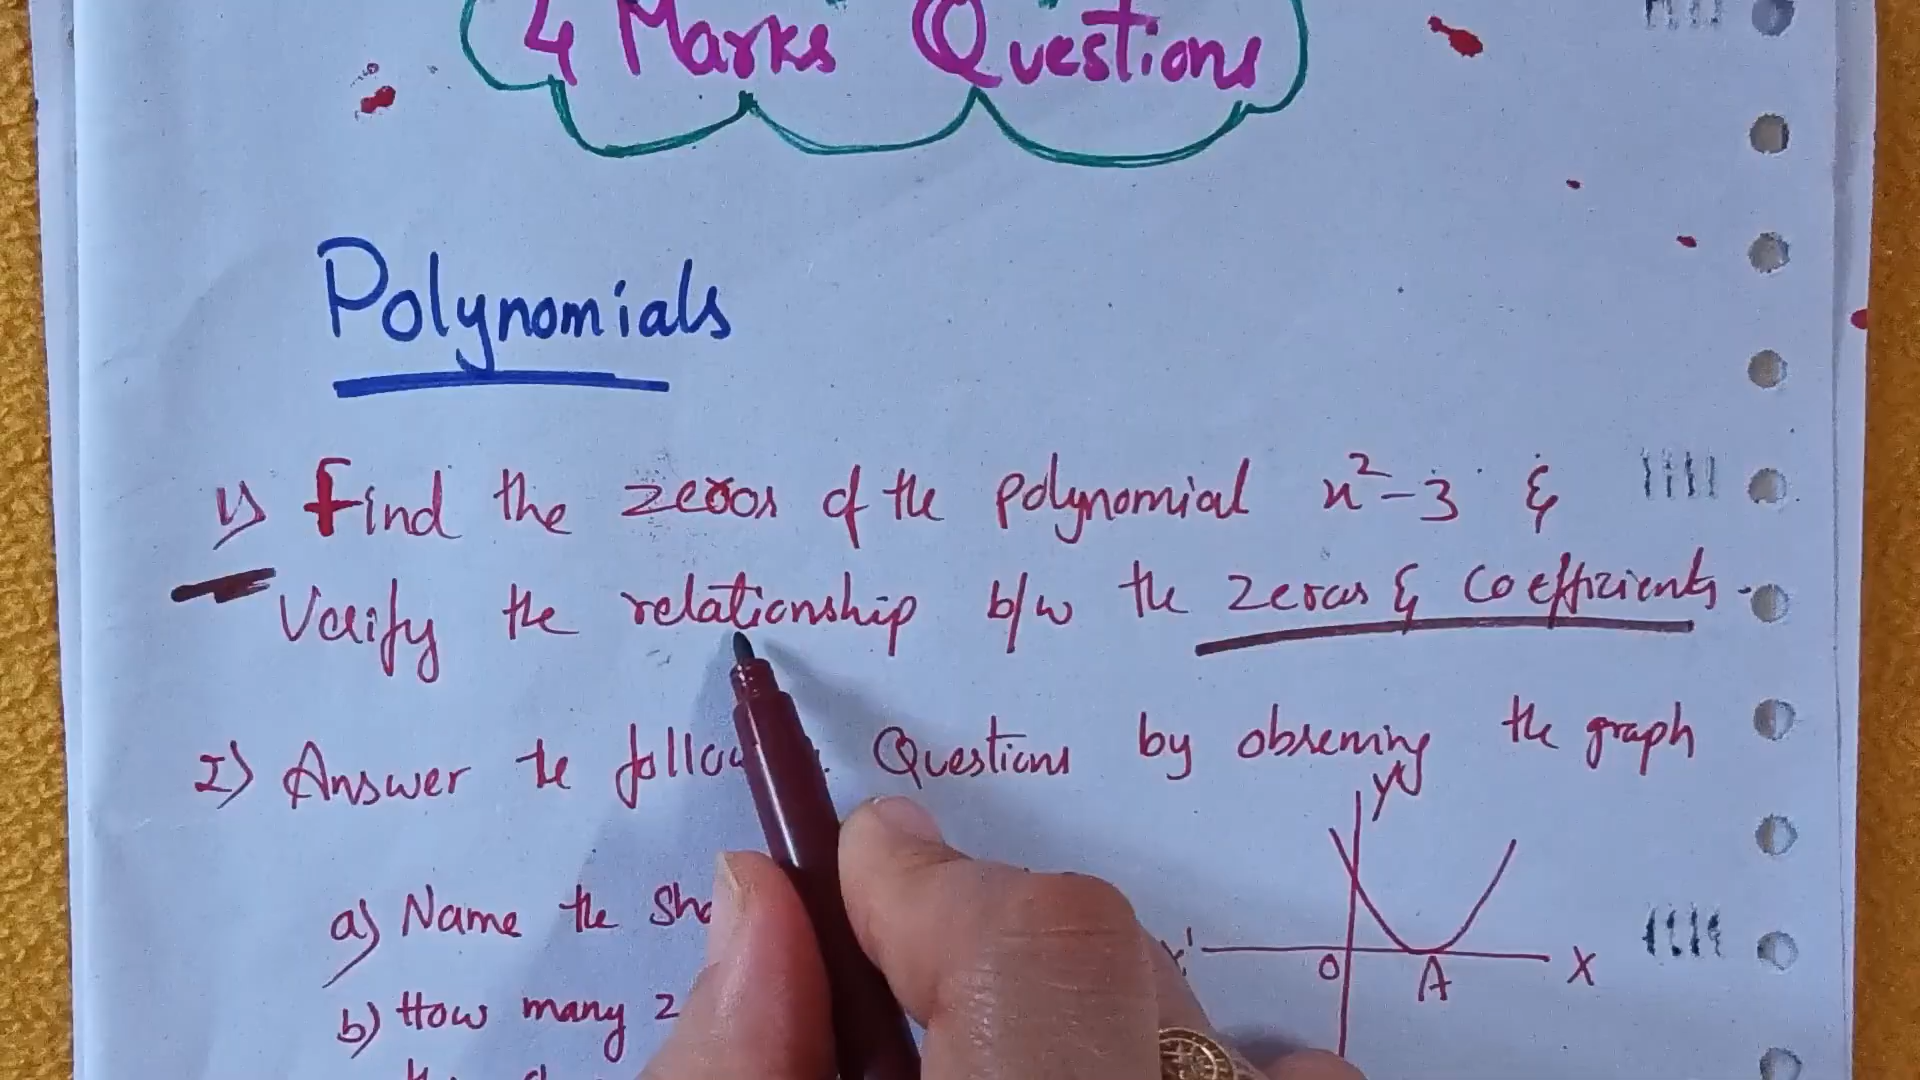 4 Marks Questions
Polynomials
1) Find the zeros of the polynomial x²-3 &
Verify the relationship b/w the zeros & coefficients.
2) Answer the Questions by observing the graph
Y
a) Name the
X' O A X
b) How many